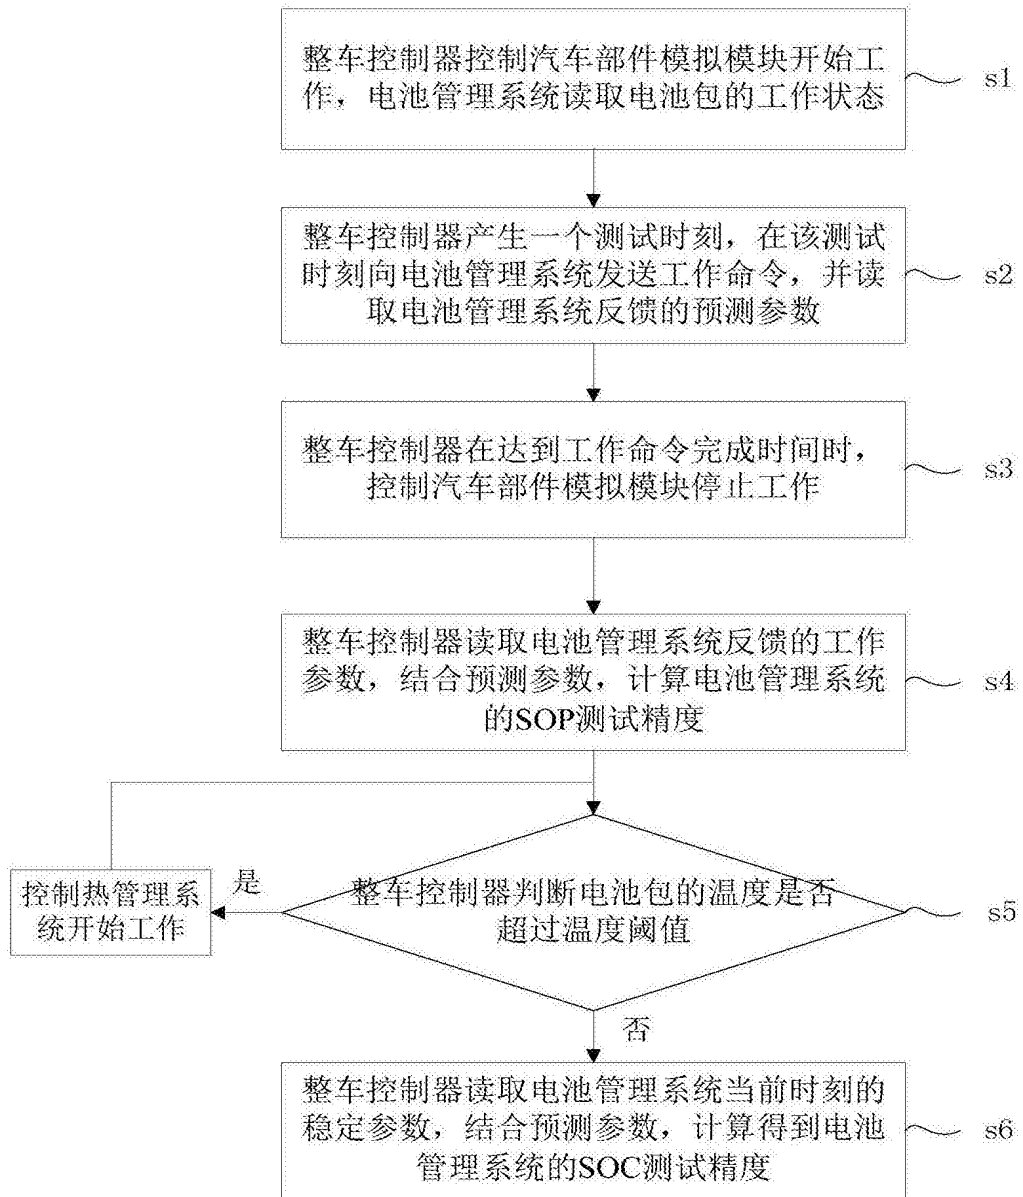 整车控制器控制汽车部件模拟模块开始工
作，电池管理系统读取电池包的工作状态
s1
整车控制器产生一个测试时刻，在该测试
时刻向电池管理系统发送工作命令，并读
取电池管理系统反馈的预测参数
s2
整车控制器在达到工作命令完成时间时，
控制汽车部件模拟模块停止工作
s3
整车控制器读取电池管理系统反馈的工作
参数，结合预测参数，计算电池管理系统
的SOP测试精度
s4
整车控制器判断电池包的温度是否
超过温度阈值
s5
是
控制热管理系
统开始工作
否
整车控制器读取电池管理系统当前时刻的
稳定参数，结合预测参数，计算得到电池
管理系统的SOC测试精度
s6